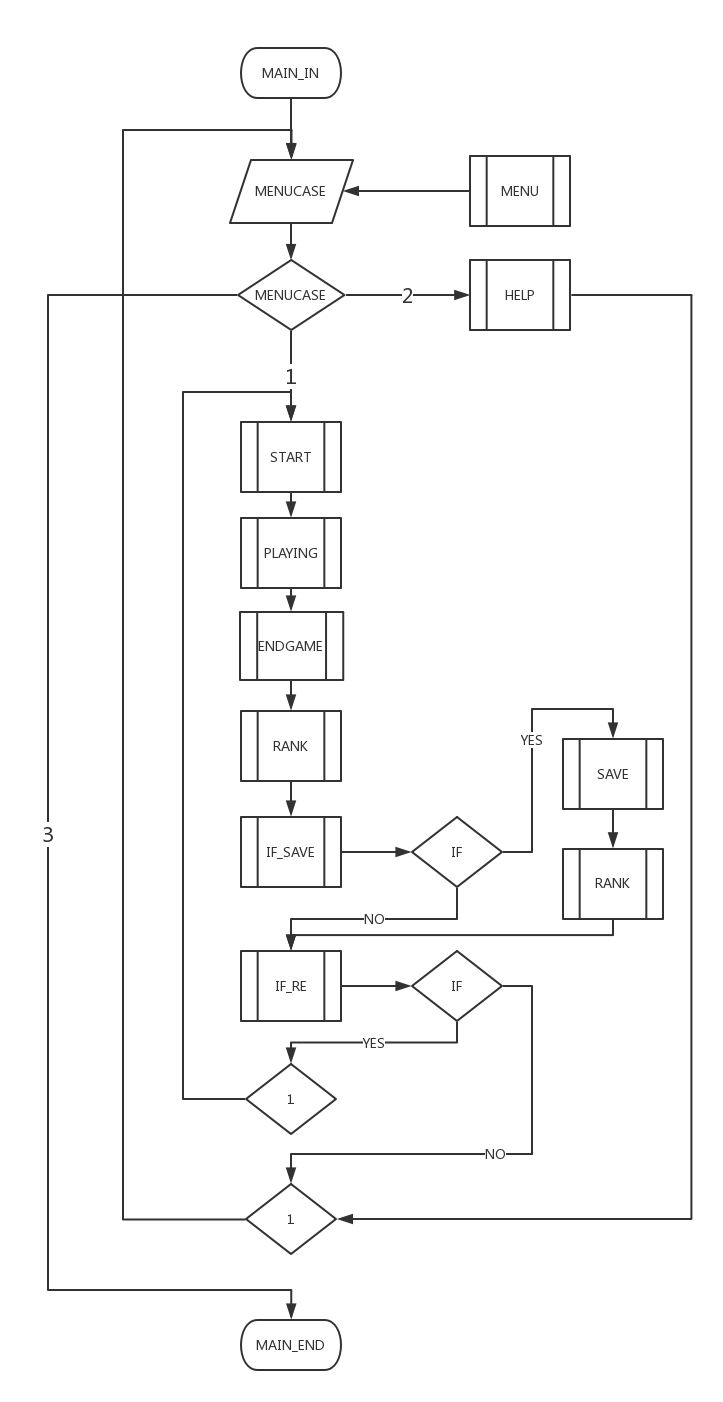 MAIN_IN
MENUCASE
MENU
MENUCASE
2
HELP
1
START
PLAYING
ENDGAME
RANK
YES
SAVE
3
IF_SAVE
IF
RANK
NO
IF_RE
IF
YES
1
NO
1
MAIN_END